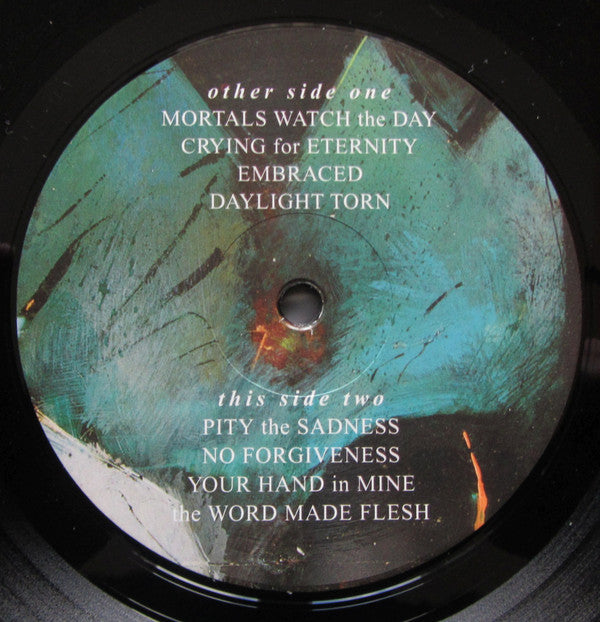 other side one
MORTALS WATCH the DAY
CRYING for ETERNITY
EMBRACED
DAYLIGHT TORN
this side two
PITY the SADNESS
NO FORGIVENESS
YOUR HAND in MINE
the WORD MADE FLESH